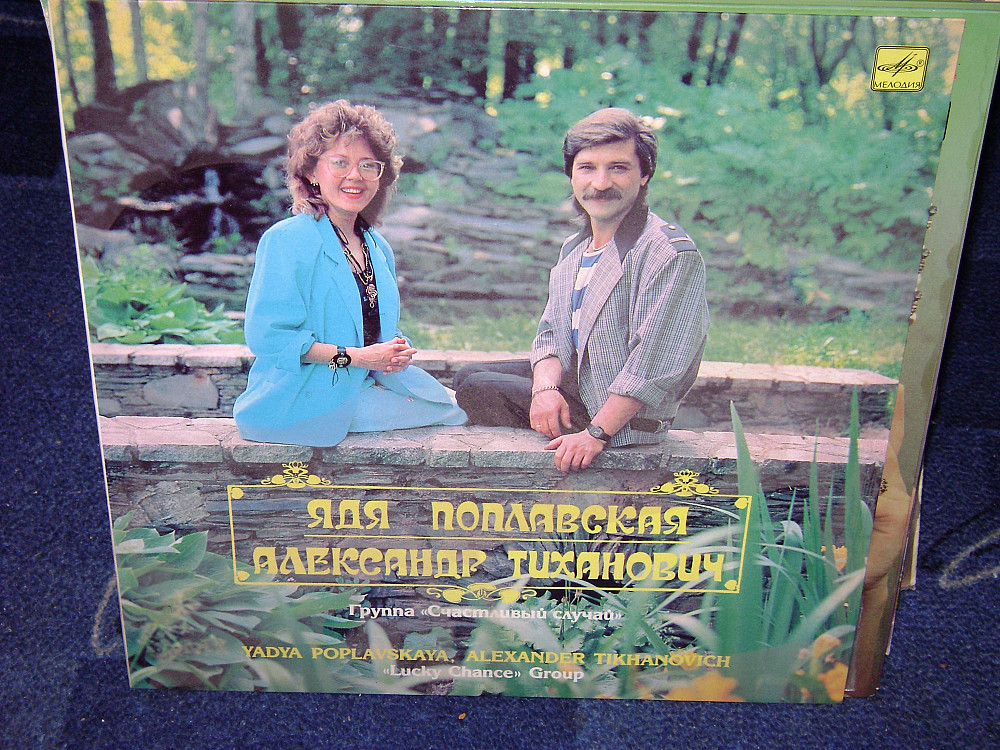 МЕЛОДИЯ
ЯДЯ ПОПЛАВСКАЯ
АЛЕКСАНДР ТИХАНОВИЧ
Группа «Счастливый случай»
YADYA POPLAVSKAYA, ALEXANDER TIKHANOVICH
«Lucky Chance» Group